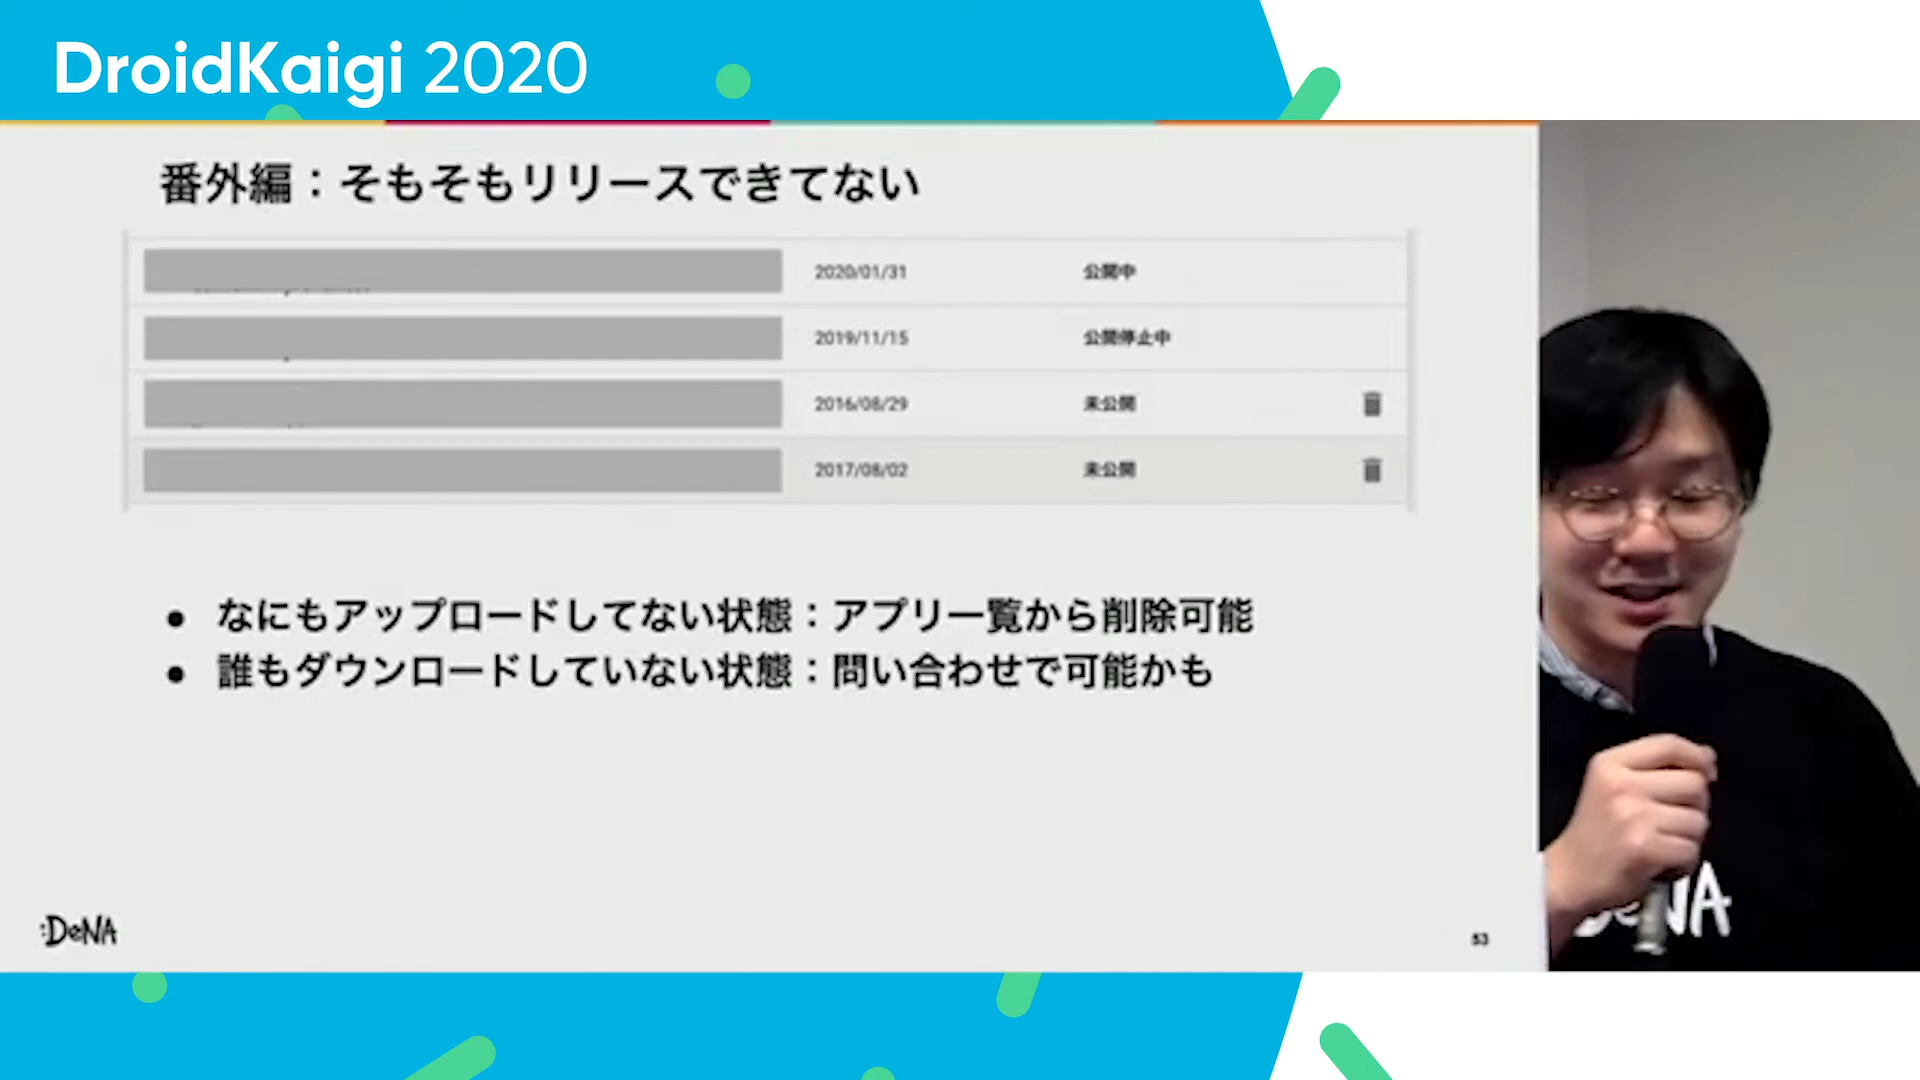 DroidKaigi 2020
番外編：そもそもリリースできてない
2020/01/31 公開中
2019/11/15 公開停止中
2016/08/29 未公開
2017/08/02 未公開
● なにもアップロードしてない状態：アプリ一覧から削除可能
● 誰もダウンロードしていない状態：問い合わせで可能かも
:DeNA
53
DeNA